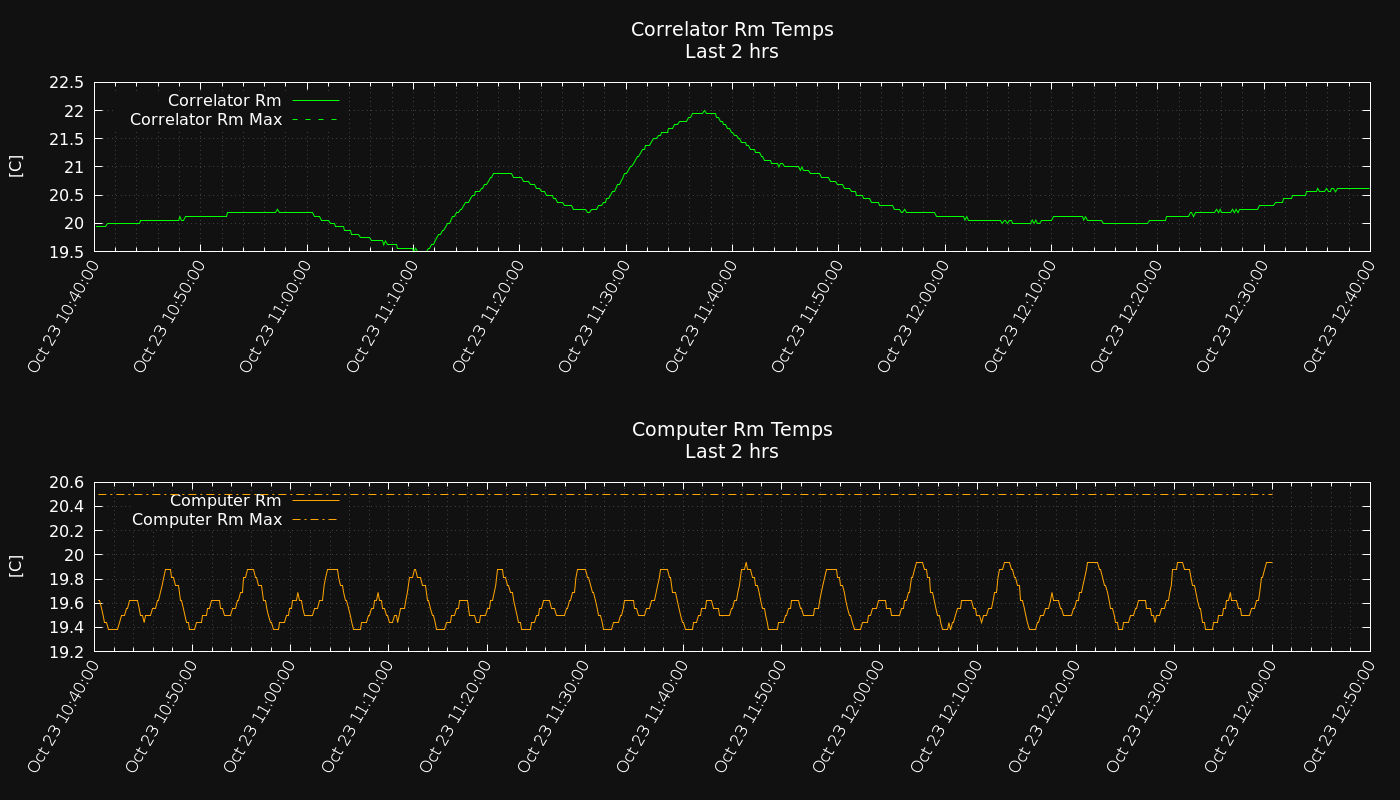 Correlator Rm Temps
Last 2 hrs
22.5
22
21.5
21
20.5
20
19.5
[C]
Correlator Rm
Correlator Rm Max
Oct 23 10:40:00
Oct 23 10:50:00
Oct 23 11:00:00
Oct 23 11:10:00
Oct 23 11:20:00
Oct 23 11:30:00
Oct 23 11:40:00
Oct 23 11:50:00
Oct 23 12:00:00
Oct 23 12:10:00
Oct 23 12:20:00
Oct 23 12:30:00
Oct 23 12:40:00
Computer Rm Temps
Last 2 hrs
20.6
20.4
20.2
20
19.8
19.6
19.4
19.2
[C]
Computer Rm
Computer Rm Max
Oct 23 10:40:00
Oct 23 10:50:00
Oct 23 11:00:00
Oct 23 11:10:00
Oct 23 11:20:00
Oct 23 11:30:00
Oct 23 11:40:00
Oct 23 11:50:00
Oct 23 12:00:00
Oct 23 12:10:00
Oct 23 12:20:00
Oct 23 12:30:00
Oct 23 12:40:00
Oct 23 12:50:00